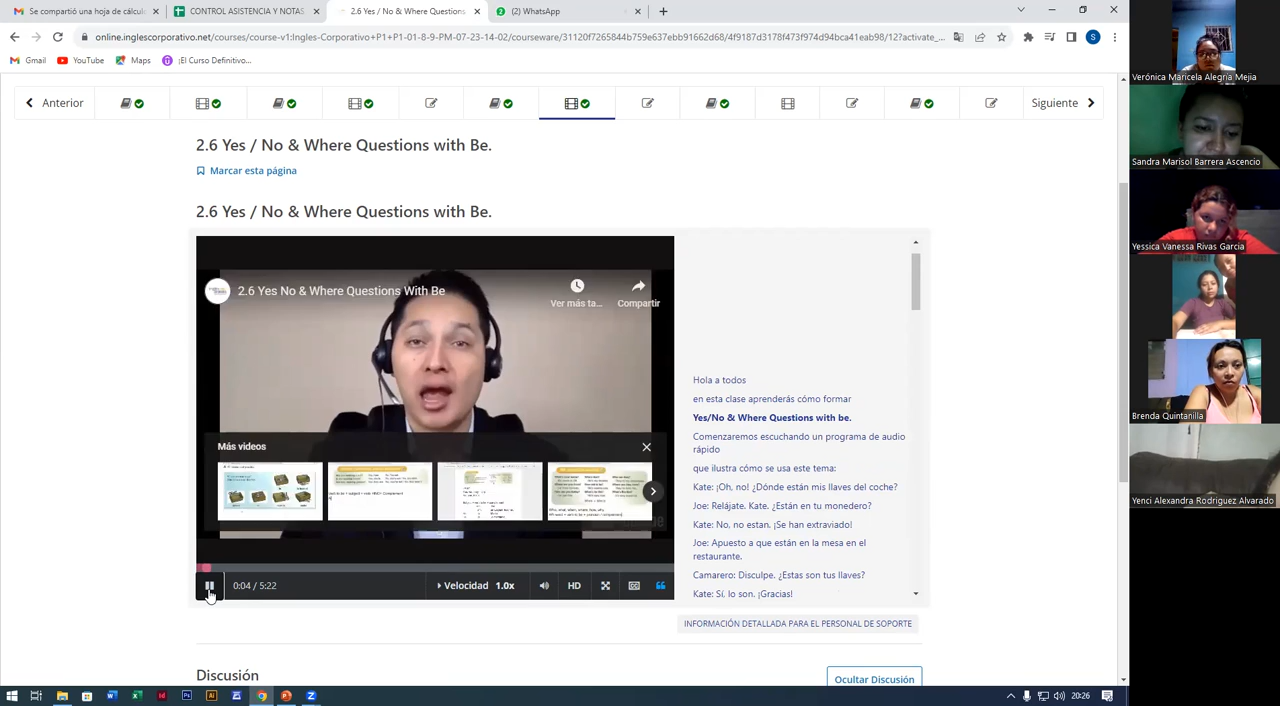 Se compartió una hoja de cálcul
CONTROL ASISTENCIA Y NOTAS
2.6 Yes / No & Where Questions
(2) WhatsApp
online.inglescorporativo.net/courses/course-v1:Ingles-Corporativo+P1+P1-01-8-9-PM-07-23-14-02/courseware/31120f7265844b759e637ebb91662d68/4f9187d3178f473f974d94bca41eab98/12?activate_...
Gmail
YouTube
Maps
¡El Curso Definitivo...
Anterior
Siguiente
2.6 Yes / No & Where Questions with Be.
Marcar esta página
2.6 Yes / No & Where Questions with Be.
2.6 Yes No & Where Questions With Be
Ver más ta...
Compartir
Más videos
0:04 / 5:22
Velocidad 1.0x
HD
Hola a todos
en esta clase aprenderás cómo formar
Yes/No & Where Questions with be.
Comenzaremos escuchando un programa de audio
rápido
que ilustra cómo se usa este tema:
Kate: ¡Oh, no! ¿Dónde están mis llaves del coche?
Joe: Relájate. Kate. ¿Están en tu monedero?
Kate: No, no estan. ¡Se han extraviado!
Joe: Apuesto a que están en la mesa en el
restaurante.
Camarero: Disculpe. ¿Estas son tus llaves?
Kate: Sí, lo son. ¡Gracias!
INFORMACIÓN DETALLADA PARA EL PERSONAL DE SOPORTE
Discusión
Ocultar Discusión
20:26
Verónica Maricela Alegría Mejia
Sandra Marisol Barrera Ascencio
Yessica Vanessa Rivas Garcia
Brenda Quintanilla
Yenci Alexandra Rodriguez Alvarado